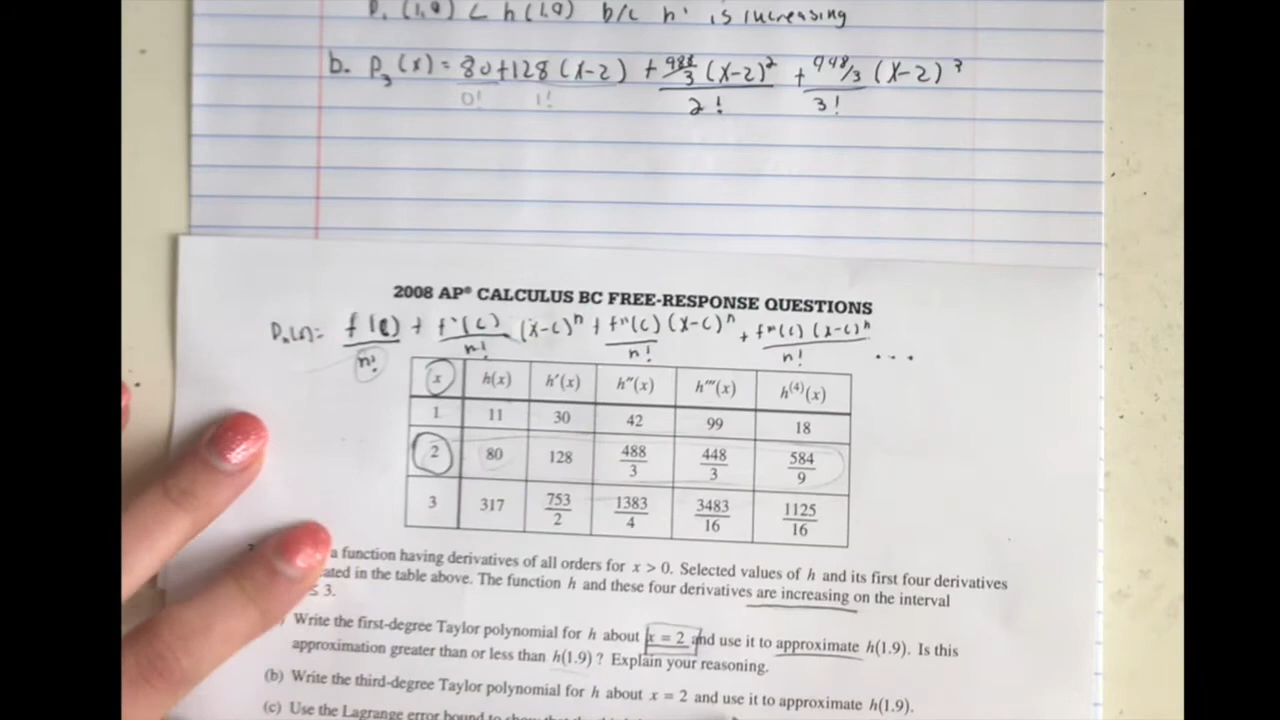 P₁(1.9) < h(1.9) b/c h' is increasing
b. P₃(x) = 80 + 128(x-2) + 488/3 (x-2)² + 448/3 (x-2)³
0! 1! 2! 3!
2008 AP® CALCULUS BC FREE-RESPONSE QUESTIONS
Pₙ(x) = f(c)/n! + f'(c)/n! (x-c)ⁿ + f''(c)/n! (x-c)ⁿ + f'''(c)/n! (x-c)ⁿ ...
x h(x) h′(x) h″(x) h‴(x) h⁽⁴⁾(x)
1 11 30 42 99 18
2 80 128 488/3 448/3 584/9
3 317 753/2 1383/4 3483/16 1125/16
a function having derivatives of all orders for x > 0. Selected values of h and its first four derivatives
ated in the table above. The function h and these four derivatives are increasing on the interval
≤ 3.
) Write the first-degree Taylor polynomial for h about x = 2 and use it to approximate h(1.9). Is this
approximation greater than or less than h(1.9) ? Explain your reasoning.
(b) Write the third-degree Taylor polynomial for h about x = 2 and use it to approximate h(1.9).
(c) Use the Lagrange error bound to show that the